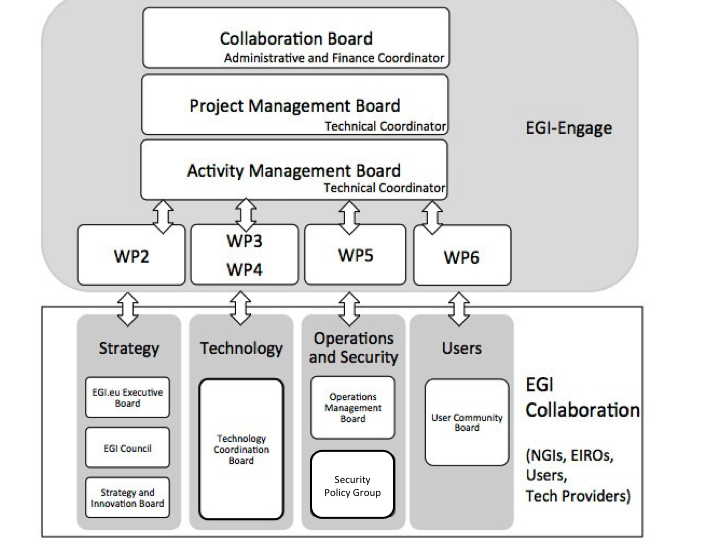 Collaboration Board
Administrative and Finance Coordinator
Project Management Board
Technical Coordinator
EGI-Engage
Activity Management Board
Technical Coordinator
WP2
WP3
WP4
WP5
WP6
Strategy
Technology
Operations
and Security
Users
EGI.eu Executive
Board
EGI Council
Strategy and
Innovation Board
Technology
Coordination
Board
Operations
Management
Board
Security
Policy Group
User Community
Board
EGI
Collaboration
(NGIs, EIROs,
Users,
Tech Providers)